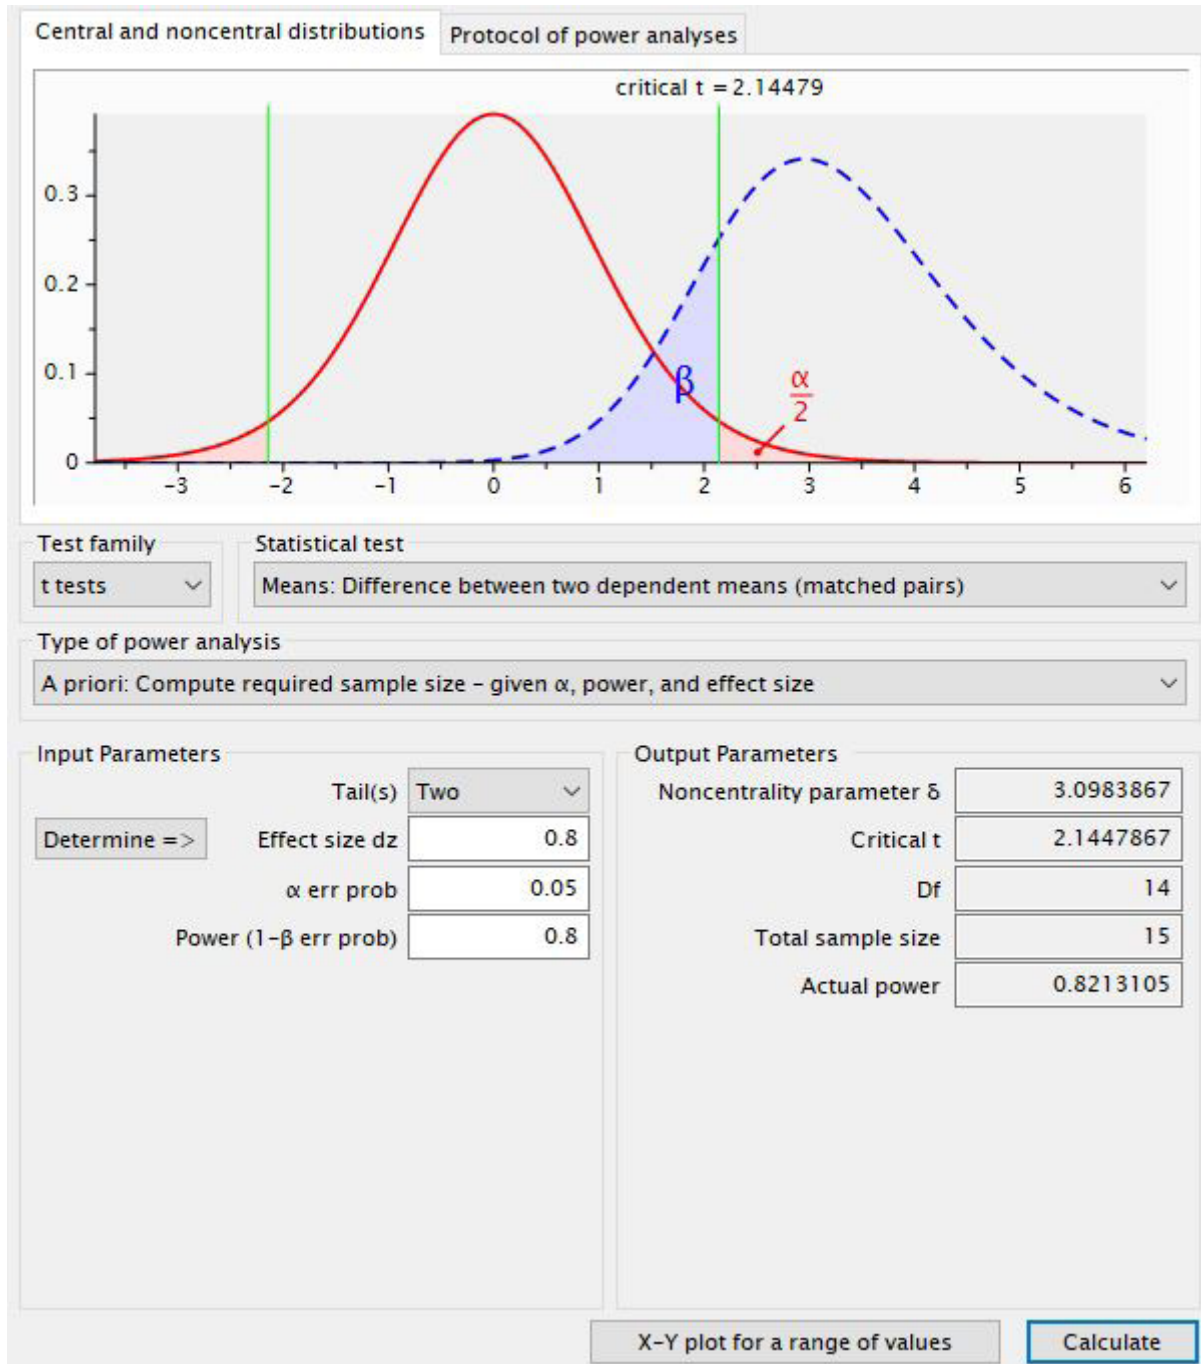 Central and noncentral distributions
Protocol of power analyses
critical t = 2.14479
0.3
0.2
0.1
0
β
α
2
-3 -2 -1 0 1 2 3 4 5 6
Test family
Statistical test
t tests
Means: Difference between two dependent means (matched pairs)
Type of power analysis
A priori: Compute required sample size – given α, power, and effect size
Input Parameters
Tail(s) Two
Determine => Effect size dz 0.8
α err prob 0.05
Power (1–β err prob) 0.8
Output Parameters
Noncentrality parameter δ 3.0983867
Critical t 2.1447867
Df 14
Total sample size 15
Actual power 0.8213105
X–Y plot for a range of values
Calculate